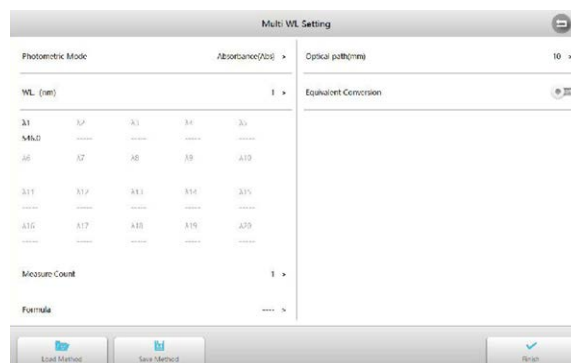 Multi WL Setting
Photometric Mode Absorbance(Abs) >
Optical path(mm) 10 >
WL. (nm) 1 >
Equivalent Conversion
λ1 λ2 λ3 λ4 λ5
546.0 ----- ----- ----- -----
λ6 λ7 λ8 λ9 λ10
λ11 λ12 λ13 λ14 λ15
----- ----- ----- ----- -----
λ16 λ17 λ18 λ19 λ20
----- ----- ----- ----- -----
Measure Count 1 >
Formula ---- >
Load Method
Save Method
Finish